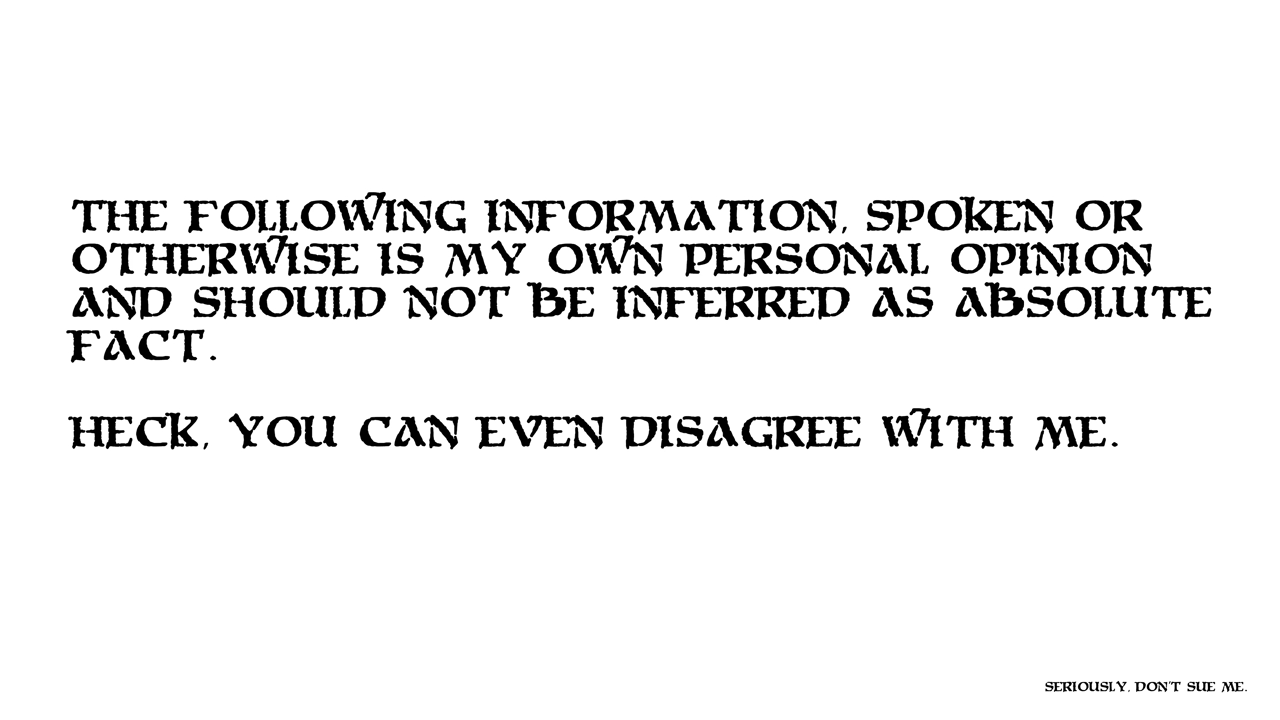 THE FOLLOWING INFORMATION, SPOKEN OR
OTHERWISE IS MY OWN PERSONAL OPINION
AND SHOULD NOT BE INFERRED AS ABSOLUTE
FACT.
HECK, YOU CAN EVEN DISAGREE WITH ME.
SERIOUSLY, DON'T SUE ME.